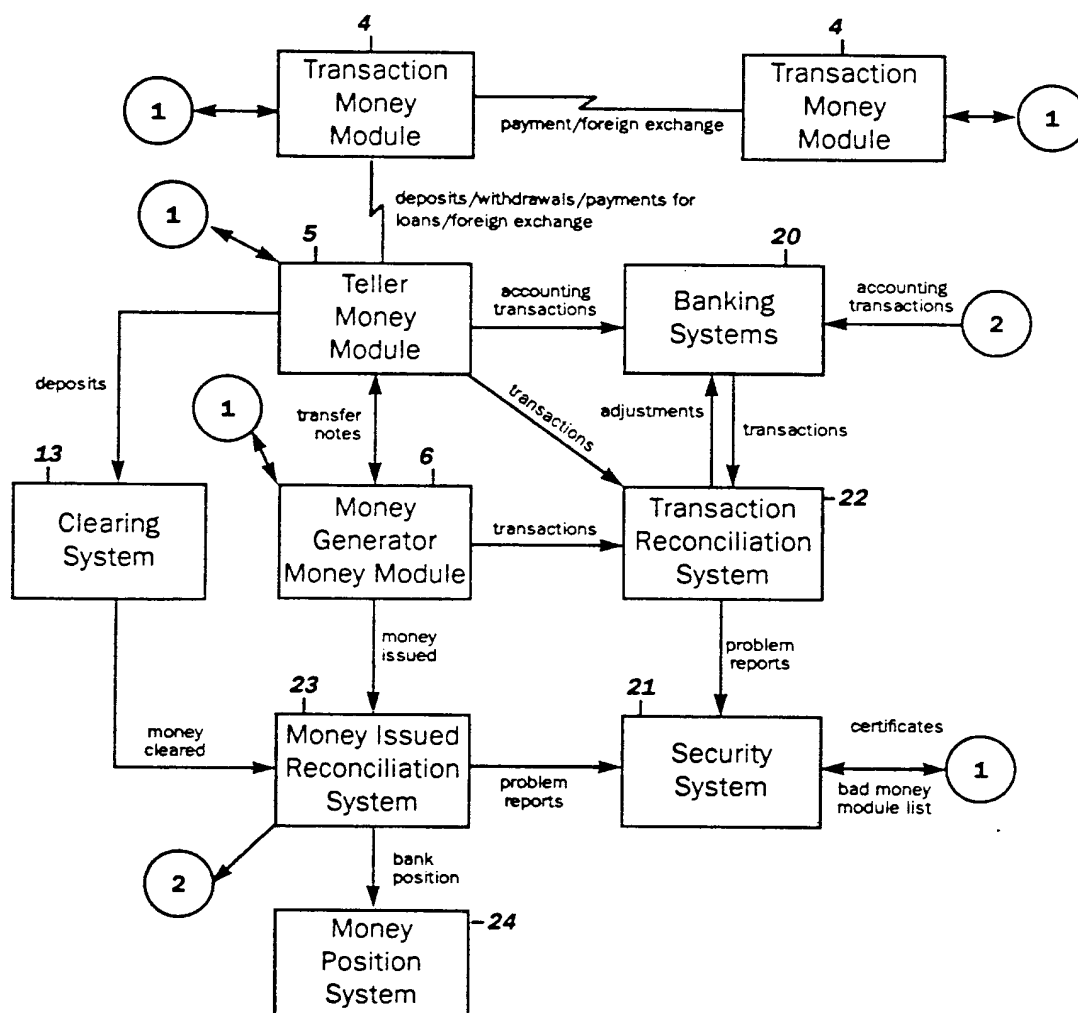 4
4
Transaction
Money
Module
Transaction
Money
Module
1
1
payment/foreign exchange
deposits/withdrawals/payments for
loans/foreign exchange
1
5
20
Teller
Money
Module
accounting
transactions
Banking
Systems
accounting
transactions
2
deposits
1
transfer
notes
transactions
adjustments
transactions
13
6
22
Clearing
System
Money
Generator
Money Module
transactions
Transaction
Reconciliation
System
money
issued
problem
reports
23
21
money
cleared
Money Issued
Reconciliation
System
problem
reports
Security
System
certificates
1
bad money
module list
2
bank
position
24
Money
Position
System